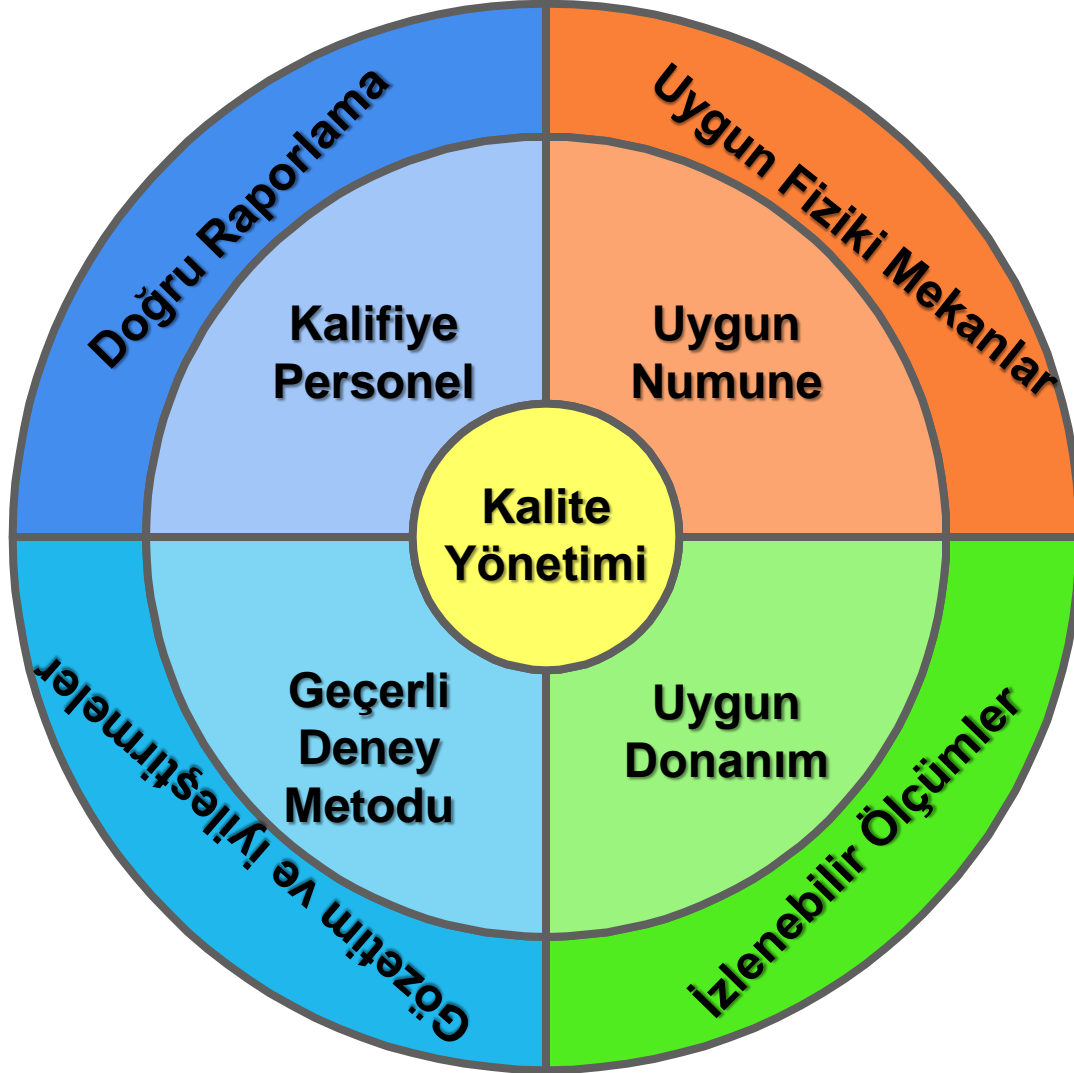 Doğru Raporlama
Uygun Fiziki Mekanlar
Kalifiye
Personel
Uygun
Numune
Kalite
Yönetimi
Geçerli
Deney
Metodu
Uygun
Donanım
Gözetim ve iyileştirmeler
İzlenebilir Ölçümler